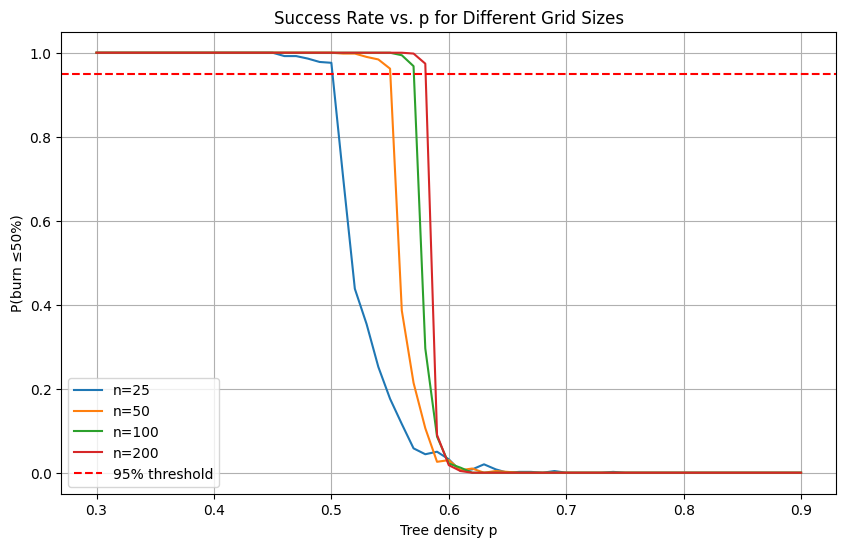 Success Rate vs. p for Different Grid Sizes
1.0
0.8
0.6
0.4
0.2
0.0
P(burn ≤50%)
n=25
n=50
n=100
n=200
95% threshold
0.3 0.4 0.5 0.6 0.7 0.8 0.9
Tree density p